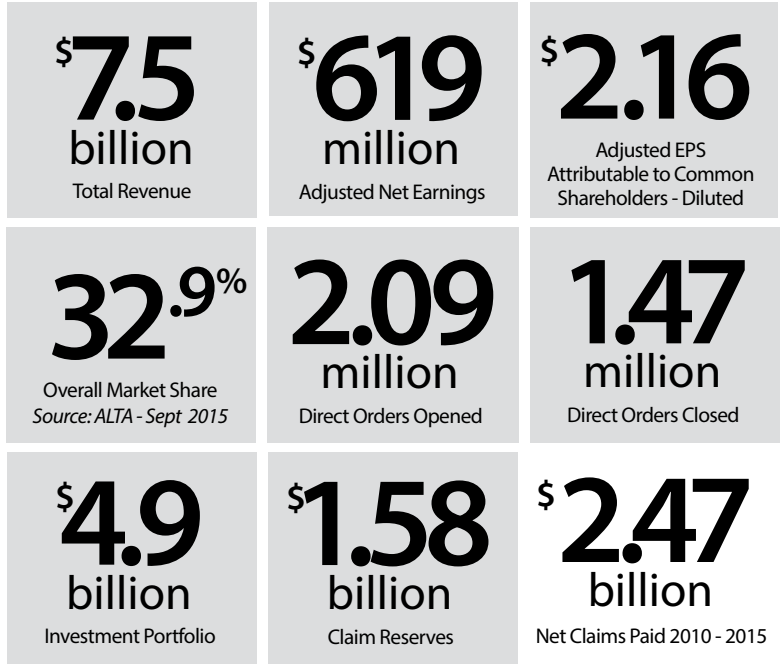 $7.5
billion
Total Revenue
$619
million
Adjusted Net Earnings
$2.16
Adjusted EPS
Attributable to Common
Shareholders - Diluted
32.9%
Overall Market Share
Source: ALTA - Sept 2015
2.09
million
Direct Orders Opened
1.47
million
Direct Orders Closed
$4.9
billion
Investment Portfolio
$1.58
billion
Claim Reserves
$2.47
billion
Net Claims Paid 2010 - 2015